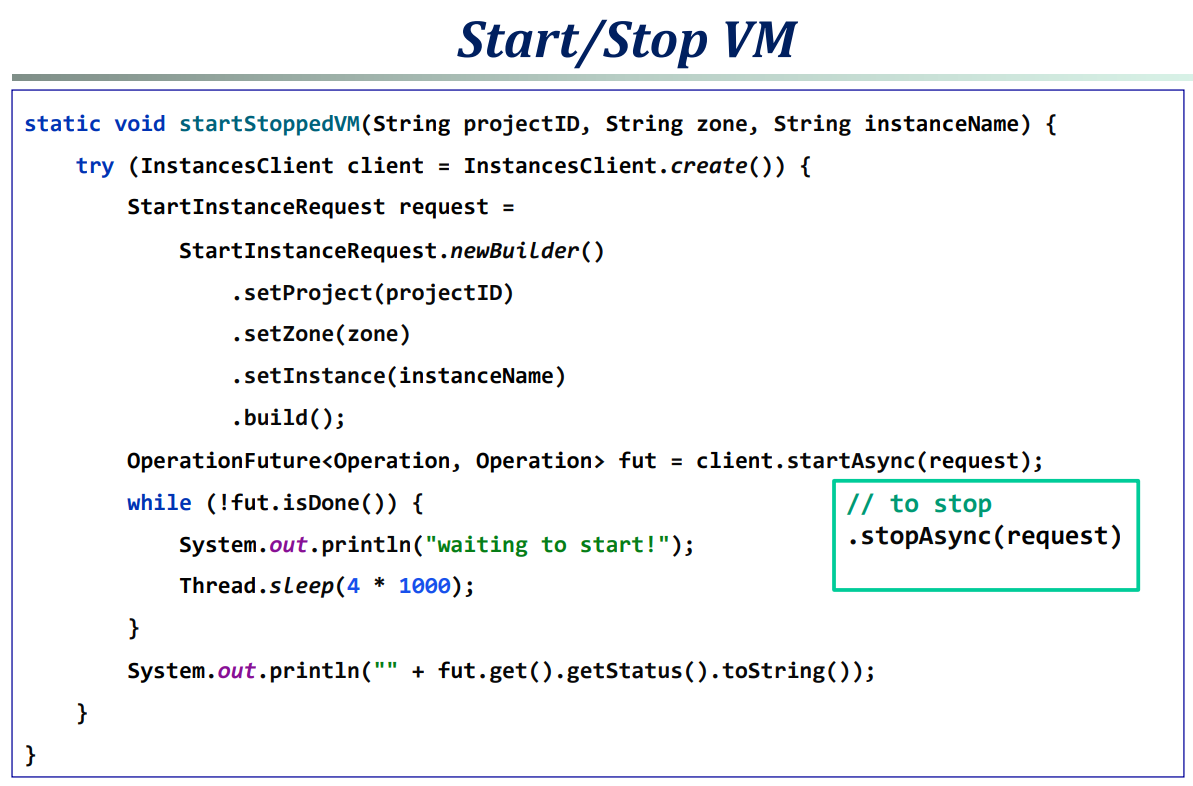 Start/Stop VM
static void startStoppedVM(String projectID, String zone, String instanceName) {
    try (InstancesClient client = InstancesClient.create()) {
        StartInstanceRequest request =
            StartInstanceRequest.newBuilder()
                .setProject(projectID)
                .setZone(zone)
                .setInstance(instanceName)
                .build();
        OperationFuture<Operation, Operation> fut = client.startAsync(request);
        while (!fut.isDone()) {
            System.out.println("waiting to start!");
            Thread.sleep(4 * 1000);
        }
        System.out.println("" + fut.get().getStatus().toString());
    }
}
// to stop
.stopAsync(request)